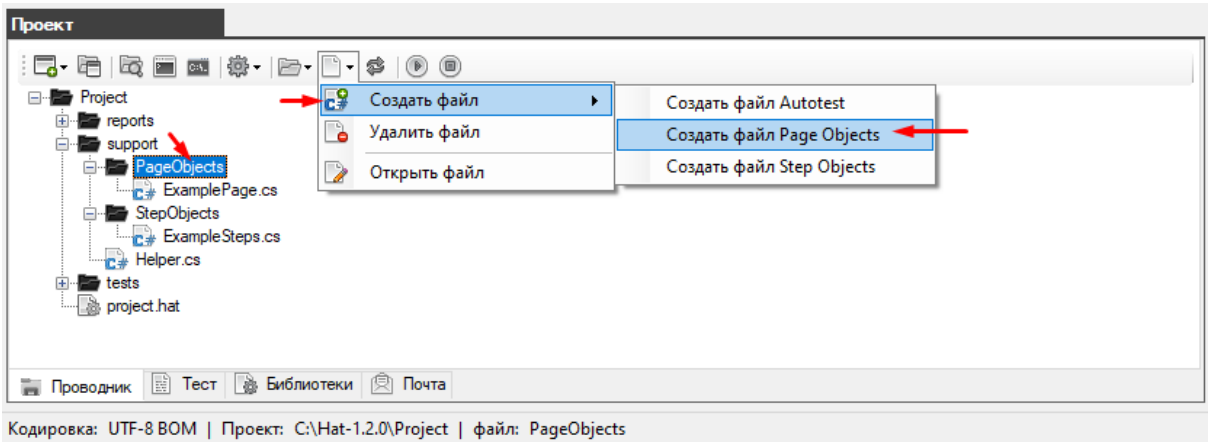 Проект
Project
reports
support
PageObjects
ExamplePage.cs
StepObjects
ExampleSteps.cs
Helper.cs
tests
project.hat
Создать файл
Удалить файл
Открыть файл
Создать файл Autotest
Создать файл Page Objects
Создать файл Step Objects
Проводник Тест Библиотеки Почта
Кодировка: UTF-8 BOM | Проект: C:\Hat-1.2.0\Project | файл: PageObjects